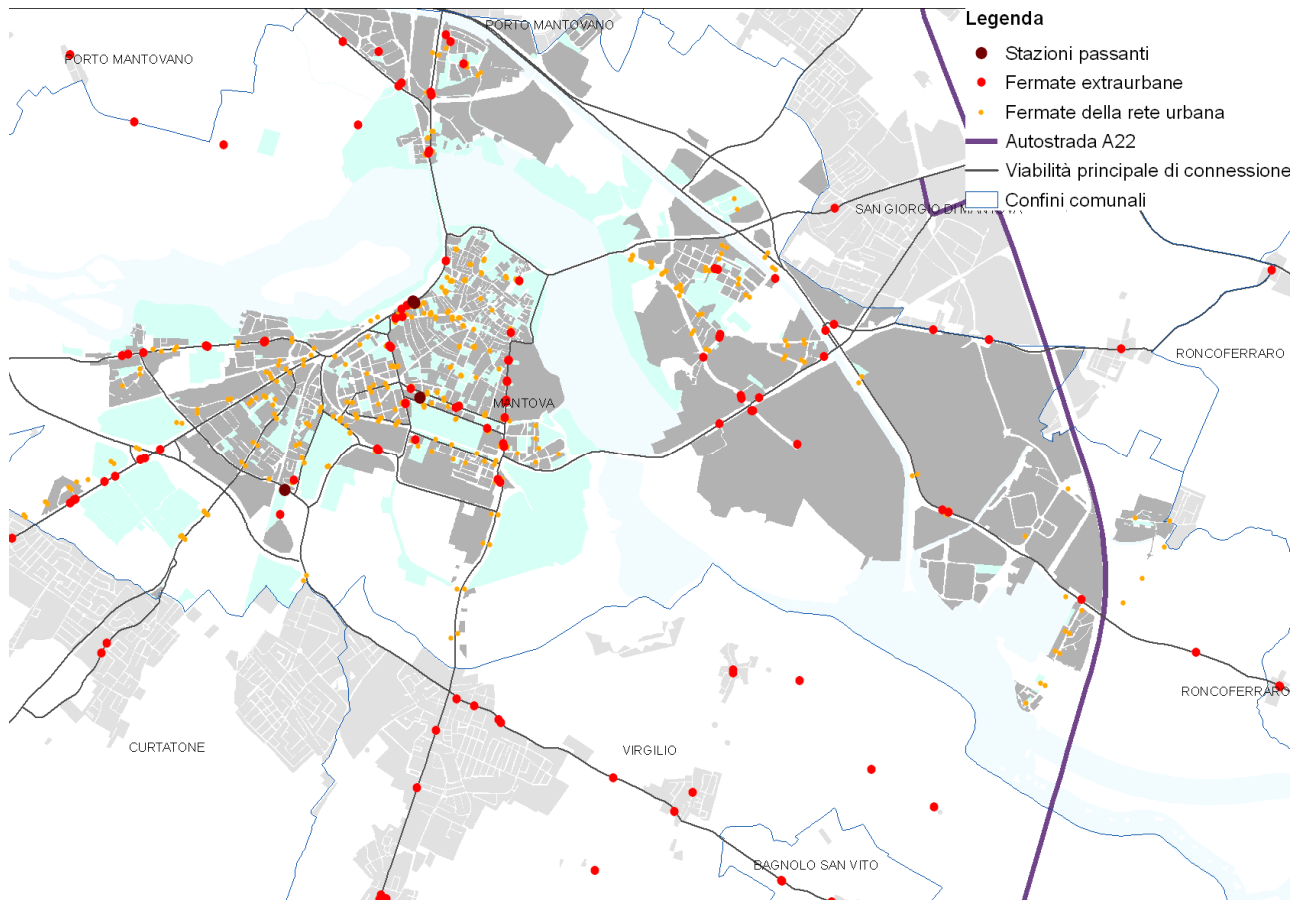 Legenda
Stazioni passanti
Fermate extraurbane
Fermate della rete urbana
Autostrada A22
Viabilità principale di connessione
Confini comunali
PORTO MANTOVANO
PORTO MANTOVANO
SAN GIORGIO DI MANTOVA
RONCOFERRARO
MANTOVA
RONCOFERRARO
CURTATONE
VIRGILIO
BAGNOLO SAN VITO